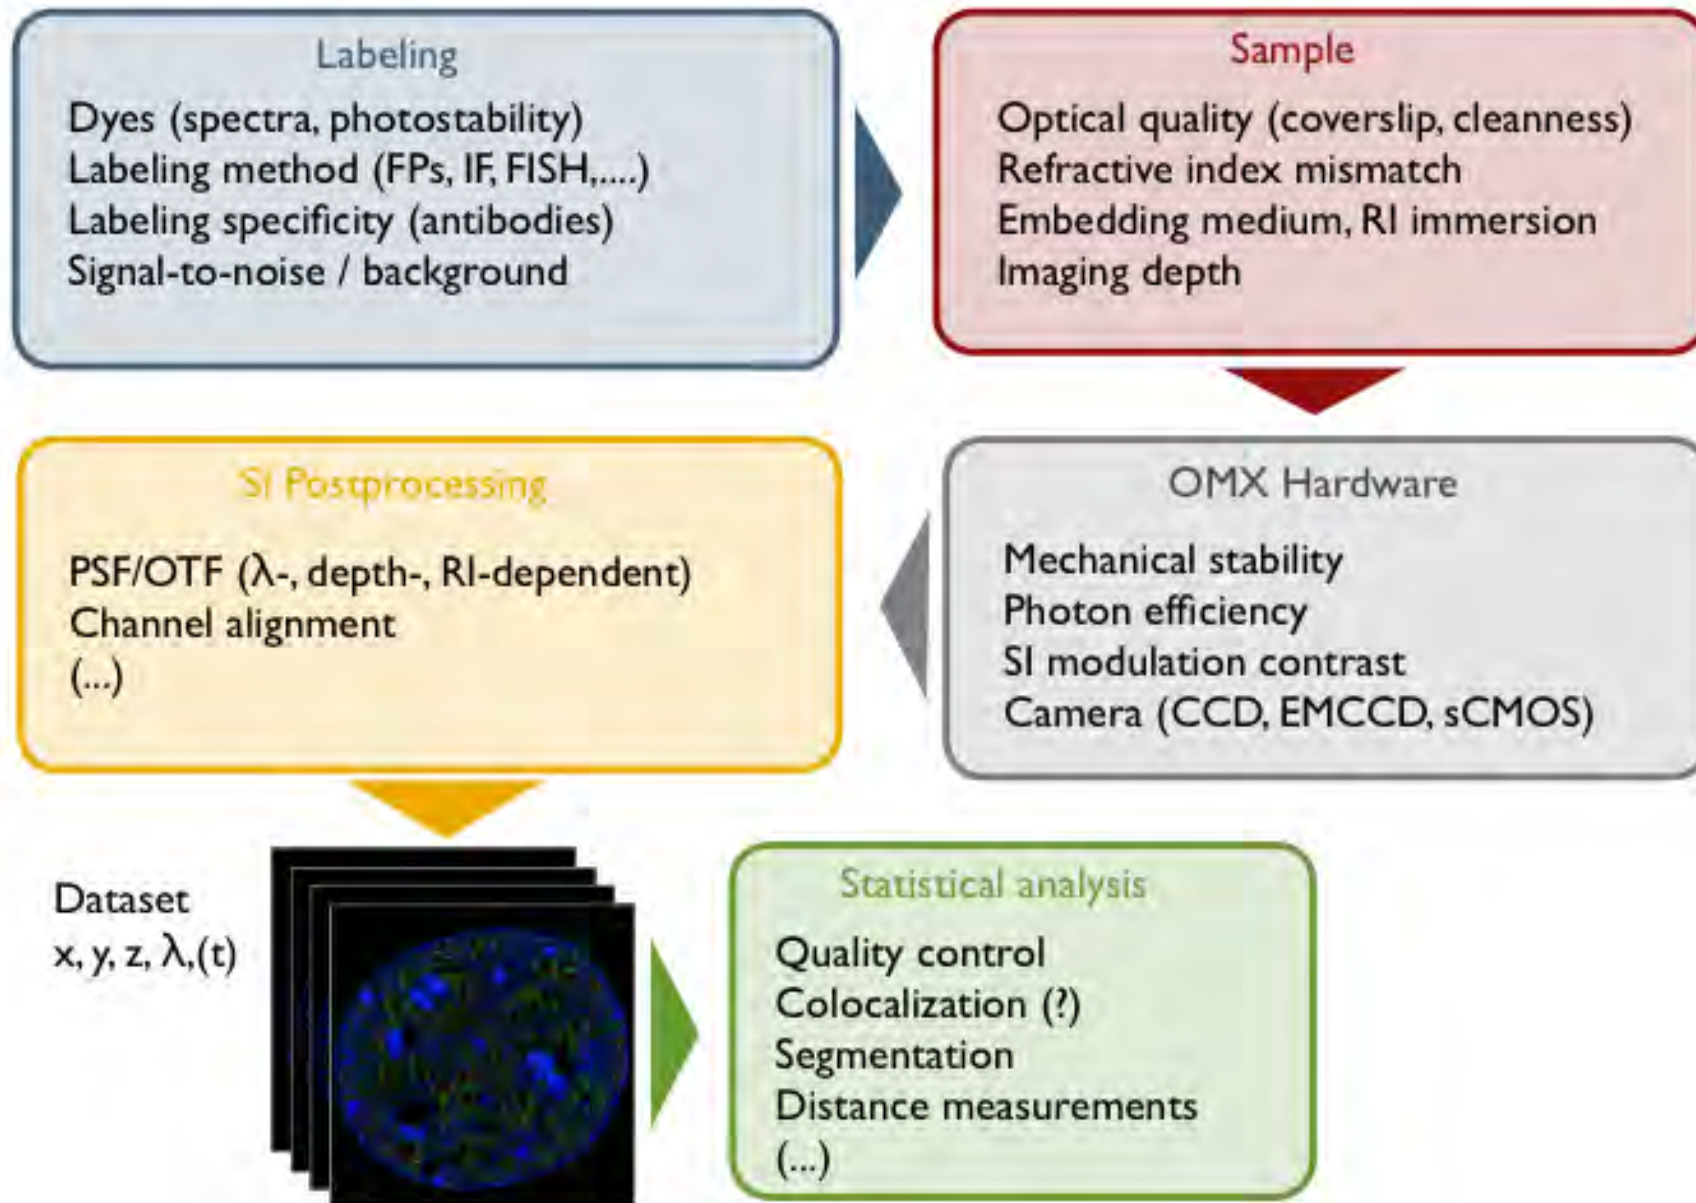 Labeling
Dyes (spectra, photostability)
Labeling method (FPs, IF, FISH,....)
Labeling specificity (antibodies)
Signal-to-noise / background
Sample
Optical quality (coverslip, cleanness)
Refractive index mismatch
Embedding medium, RI immersion
Imaging depth
OMX Hardware
Mechanical stability
Photon efficiency
SI modulation contrast
Camera (CCD, EMCCD, sCMOS)
SI Postprocessing
PSF/OTF (λ-, depth-, RI-dependent)
Channel alignment
(...)
Dataset
x, y, z, λ,(t)
Statistical analysis
Quality control
Colocalization (?)
Segmentation
Distance measurements
(...)